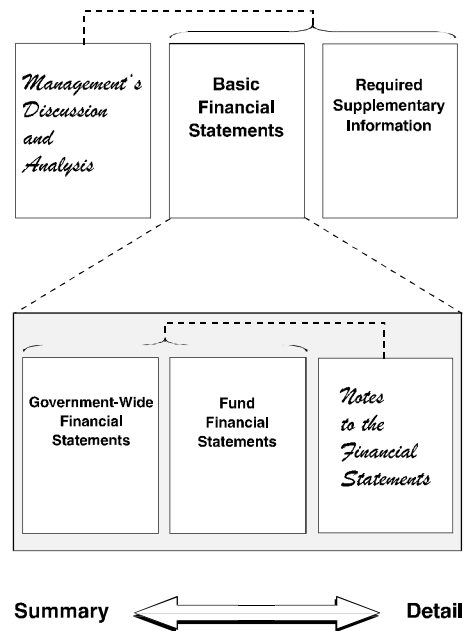 Management's
Discussion
and
Analysis
Basic
Financial
Statements
Required
Supplementary
Information
Government-Wide
Financial
Statements
Fund
Financial
Statements
Notes
to the
Financial
Statements
Summary
Detail